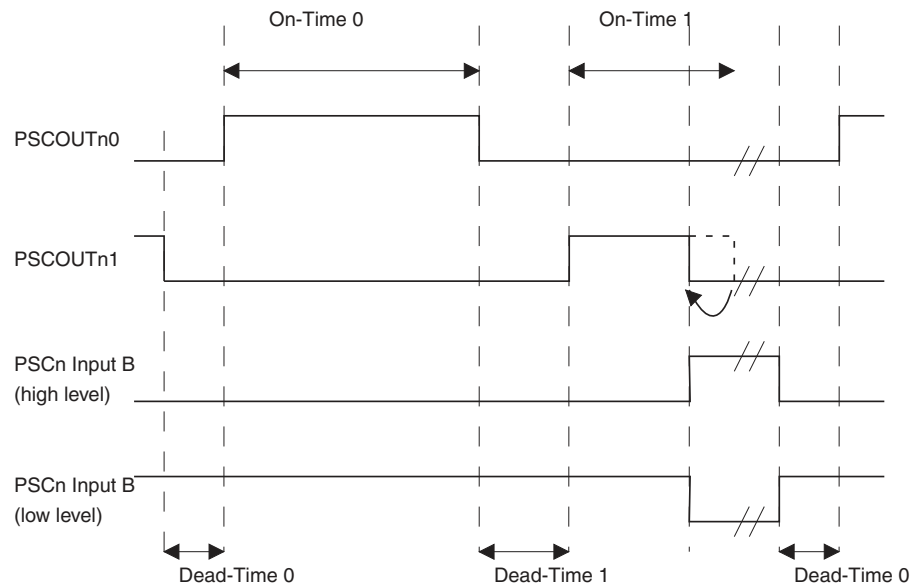 On-Time 0
On-Time 1
PSCOUTn0
PSCOUTn1
PSCn Input B
(high level)
PSCn Input B
(low level)
Dead-Time 0
Dead-Time 1
Dead-Time 0